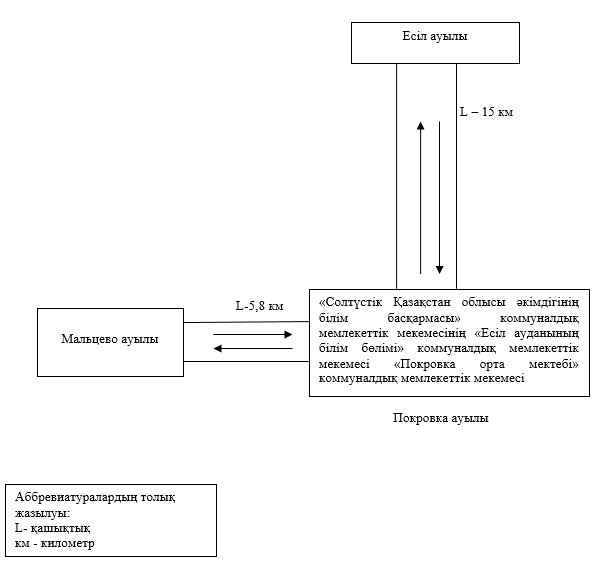 Есіл ауылы
L – 15 км
L-5,8 км
Мальцево ауылы
«Солтүстік Қазақстан облысы әкімдігінің
білім басқармасы» коммуналдық
мемлекеттік мекемесінің «Есіл ауданының
білім бөлімі» коммуналдық мемлекеттік
мекемесі «Покровка орта мектебі»
коммуналдық мемлекеттік мекемесі
Покровка ауылы
Аббревиатуралардың толық
жазылуы:
L- қашықтық
км - километр